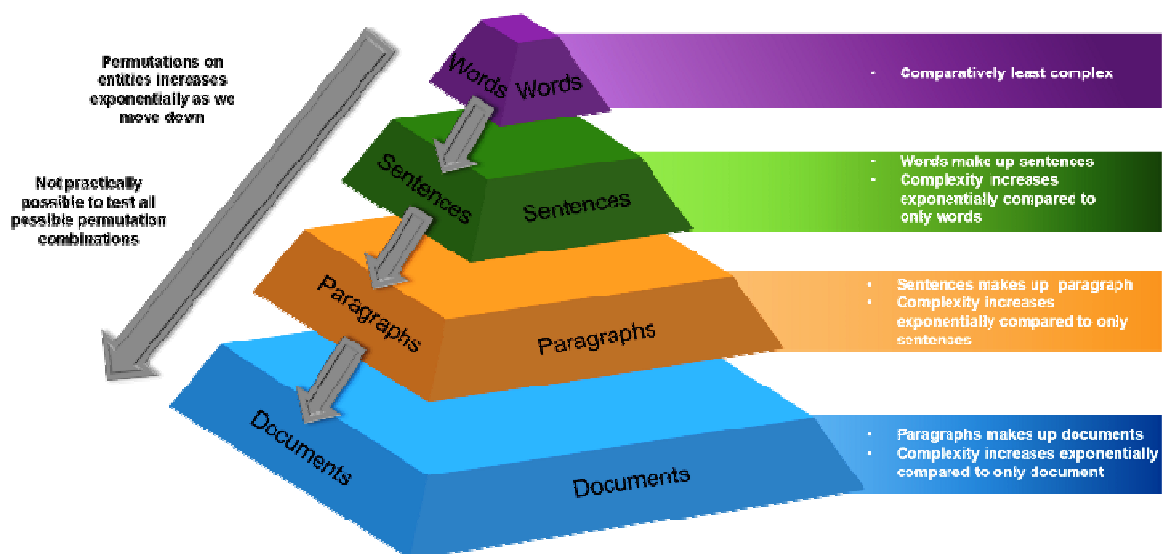 Permutations on
entities increases
exponentially as we
move down
Not practically
possible to test all
possible permutation
combinations
Words
Words
- Comparatively least complex
Sentences
Sentences
- Words make up sentences
- Complexity increases
exponentially compared to
only words
Paragraphs
Paragraphs
- Sentences makes up paragraph
- Complexity increases
exponentially compared to only
sentences
Documents
Documents
- Paragraphs makes up documents
- Complexity increases exponentially
compared to only document